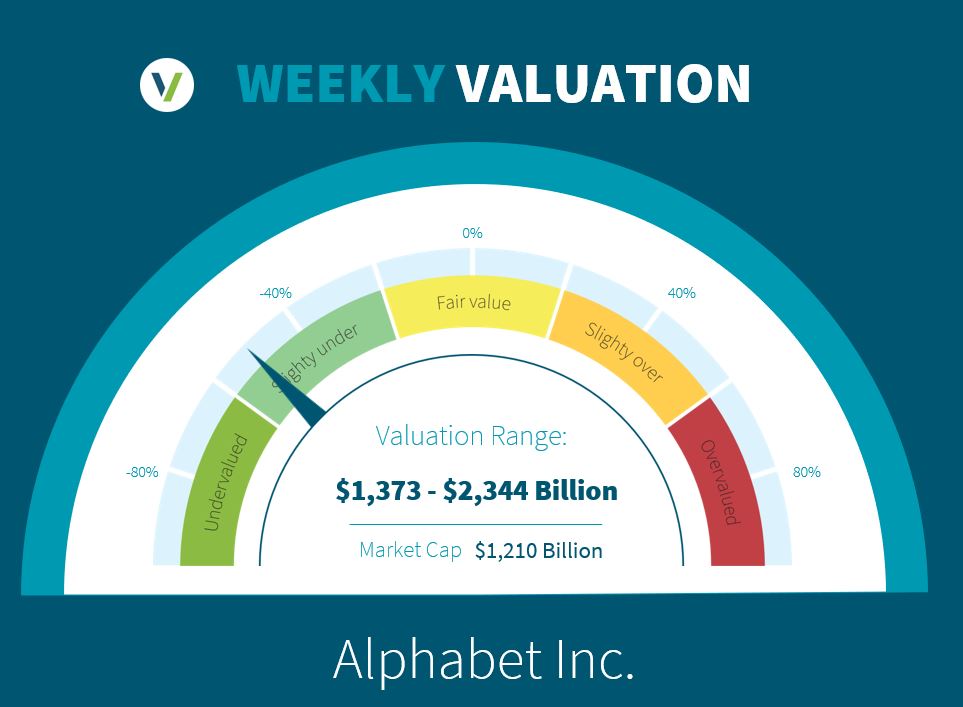 WEEKLY VALUATION
0%
-40%
40%
Fair value
Slighty under
Slighty over
Undervalued
Overvalued
-80%
80%
Valuation Range:
$1,373 - $2,344 Billion
Market Cap $1,210 Billion
Alphabet Inc.